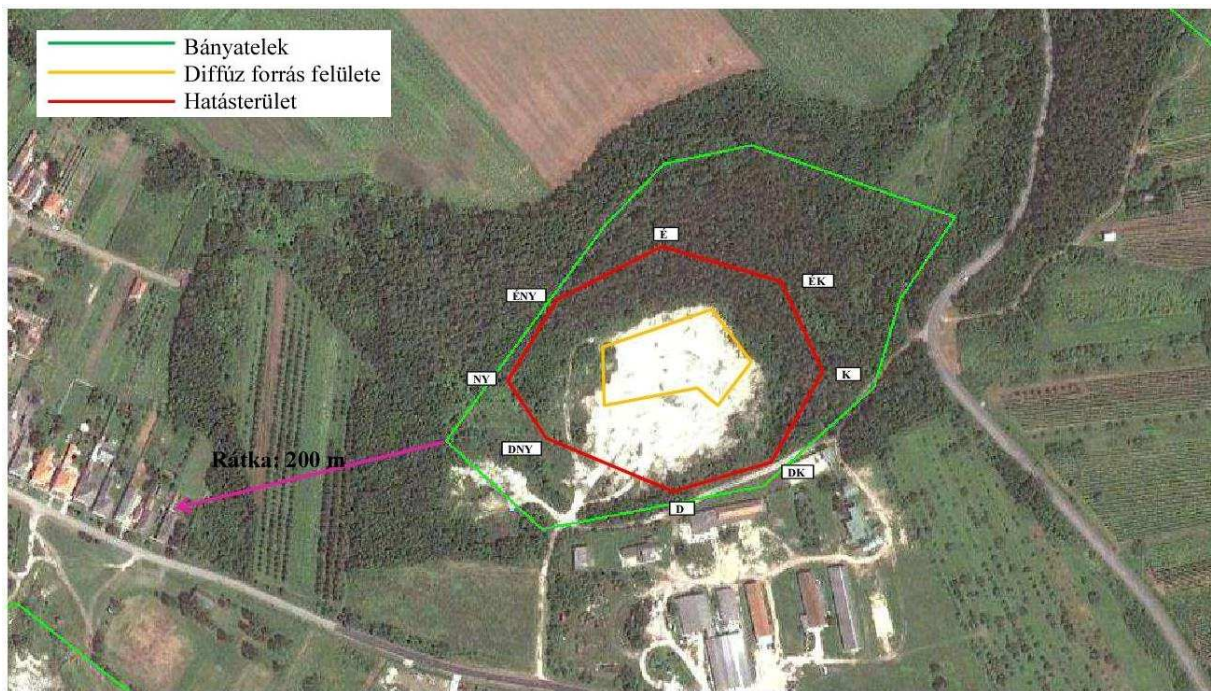 Bányatelek
Diffúz forrás felülete
Hatásterület
É
ÉK
ÉNY
K
NY
DNY
Rátka: 200 m
DK
D